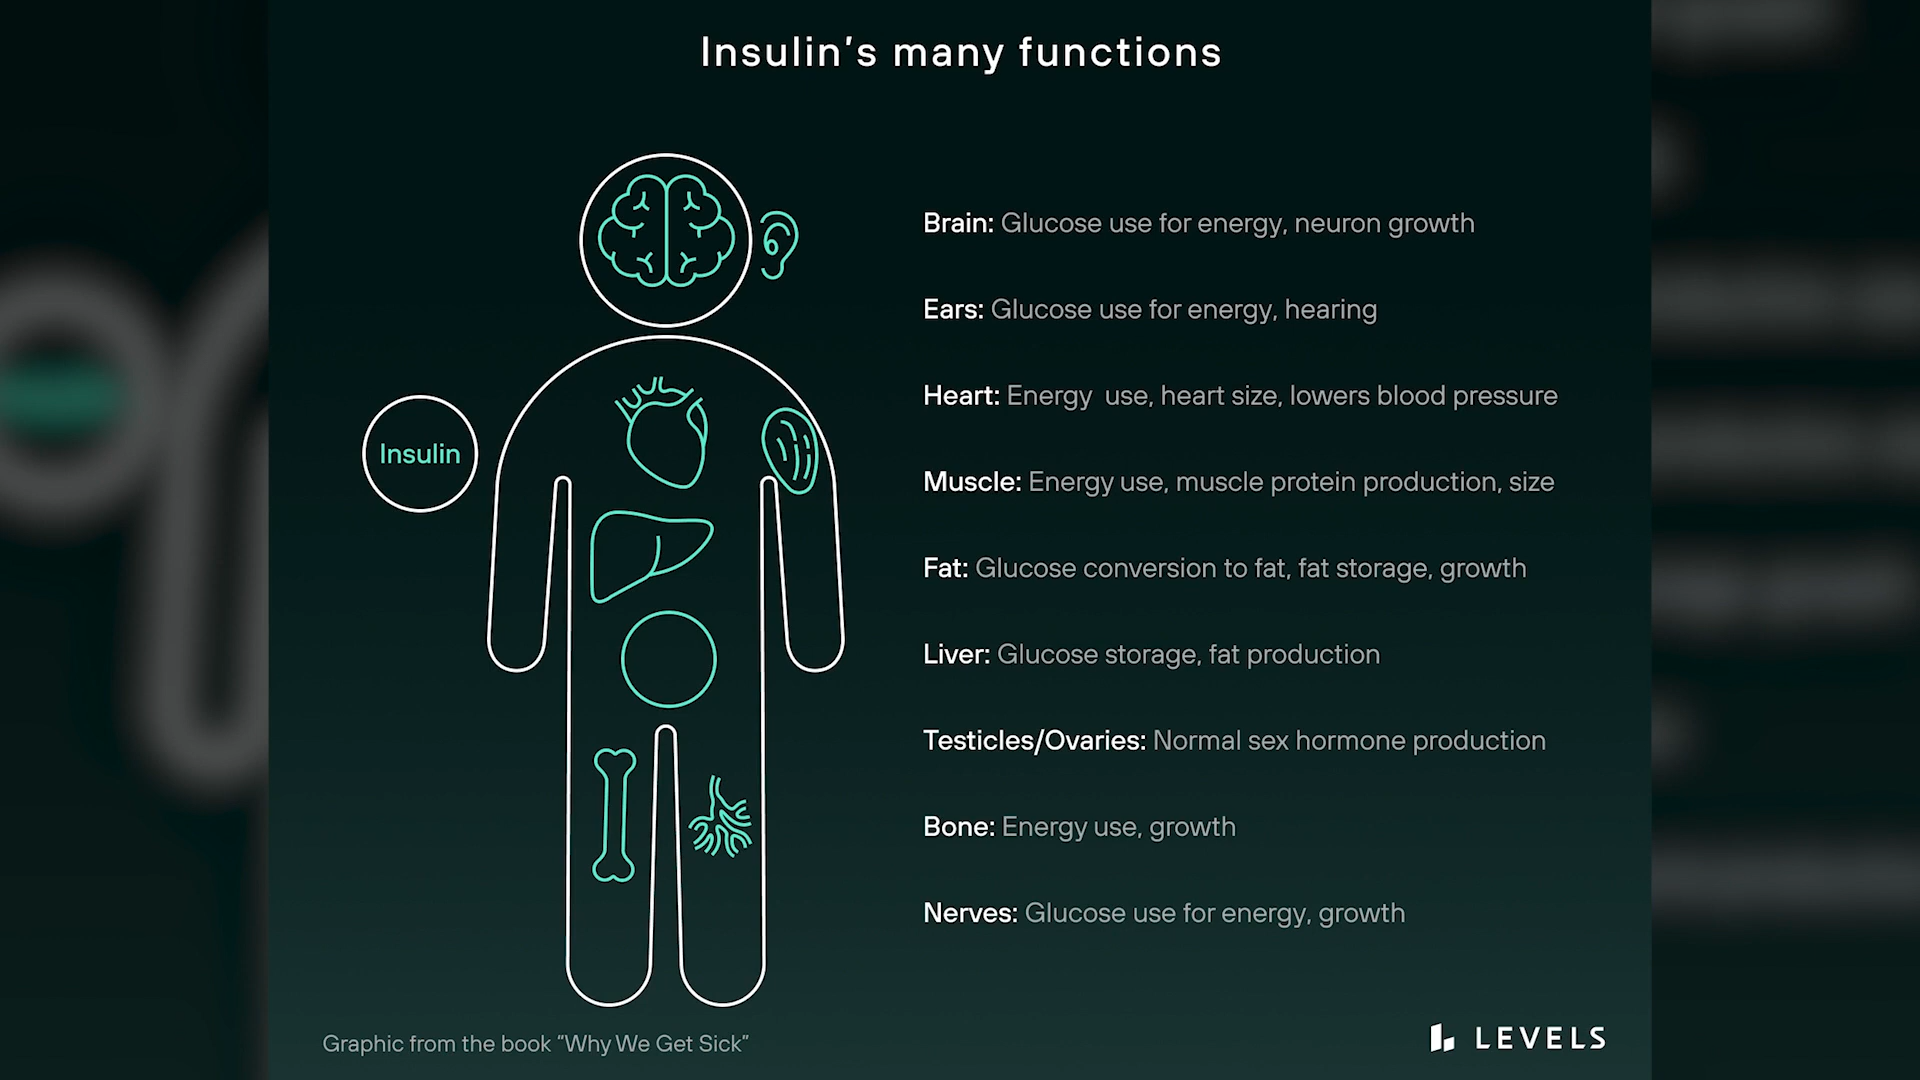 Insulin's many functions
Insulin
Brain: Glucose use for energy, neuron growth
Ears: Glucose use for energy, hearing
Heart: Energy use, heart size, lowers blood pressure
Muscle: Energy use, muscle protein production, size
Fat: Glucose conversion to fat, fat storage, growth
Liver: Glucose storage, fat production
Testicles/Ovaries: Normal sex hormone production
Bone: Energy use, growth
Nerves: Glucose use for energy, growth
Graphic from the book “Why We Get Sick”
LEVELS